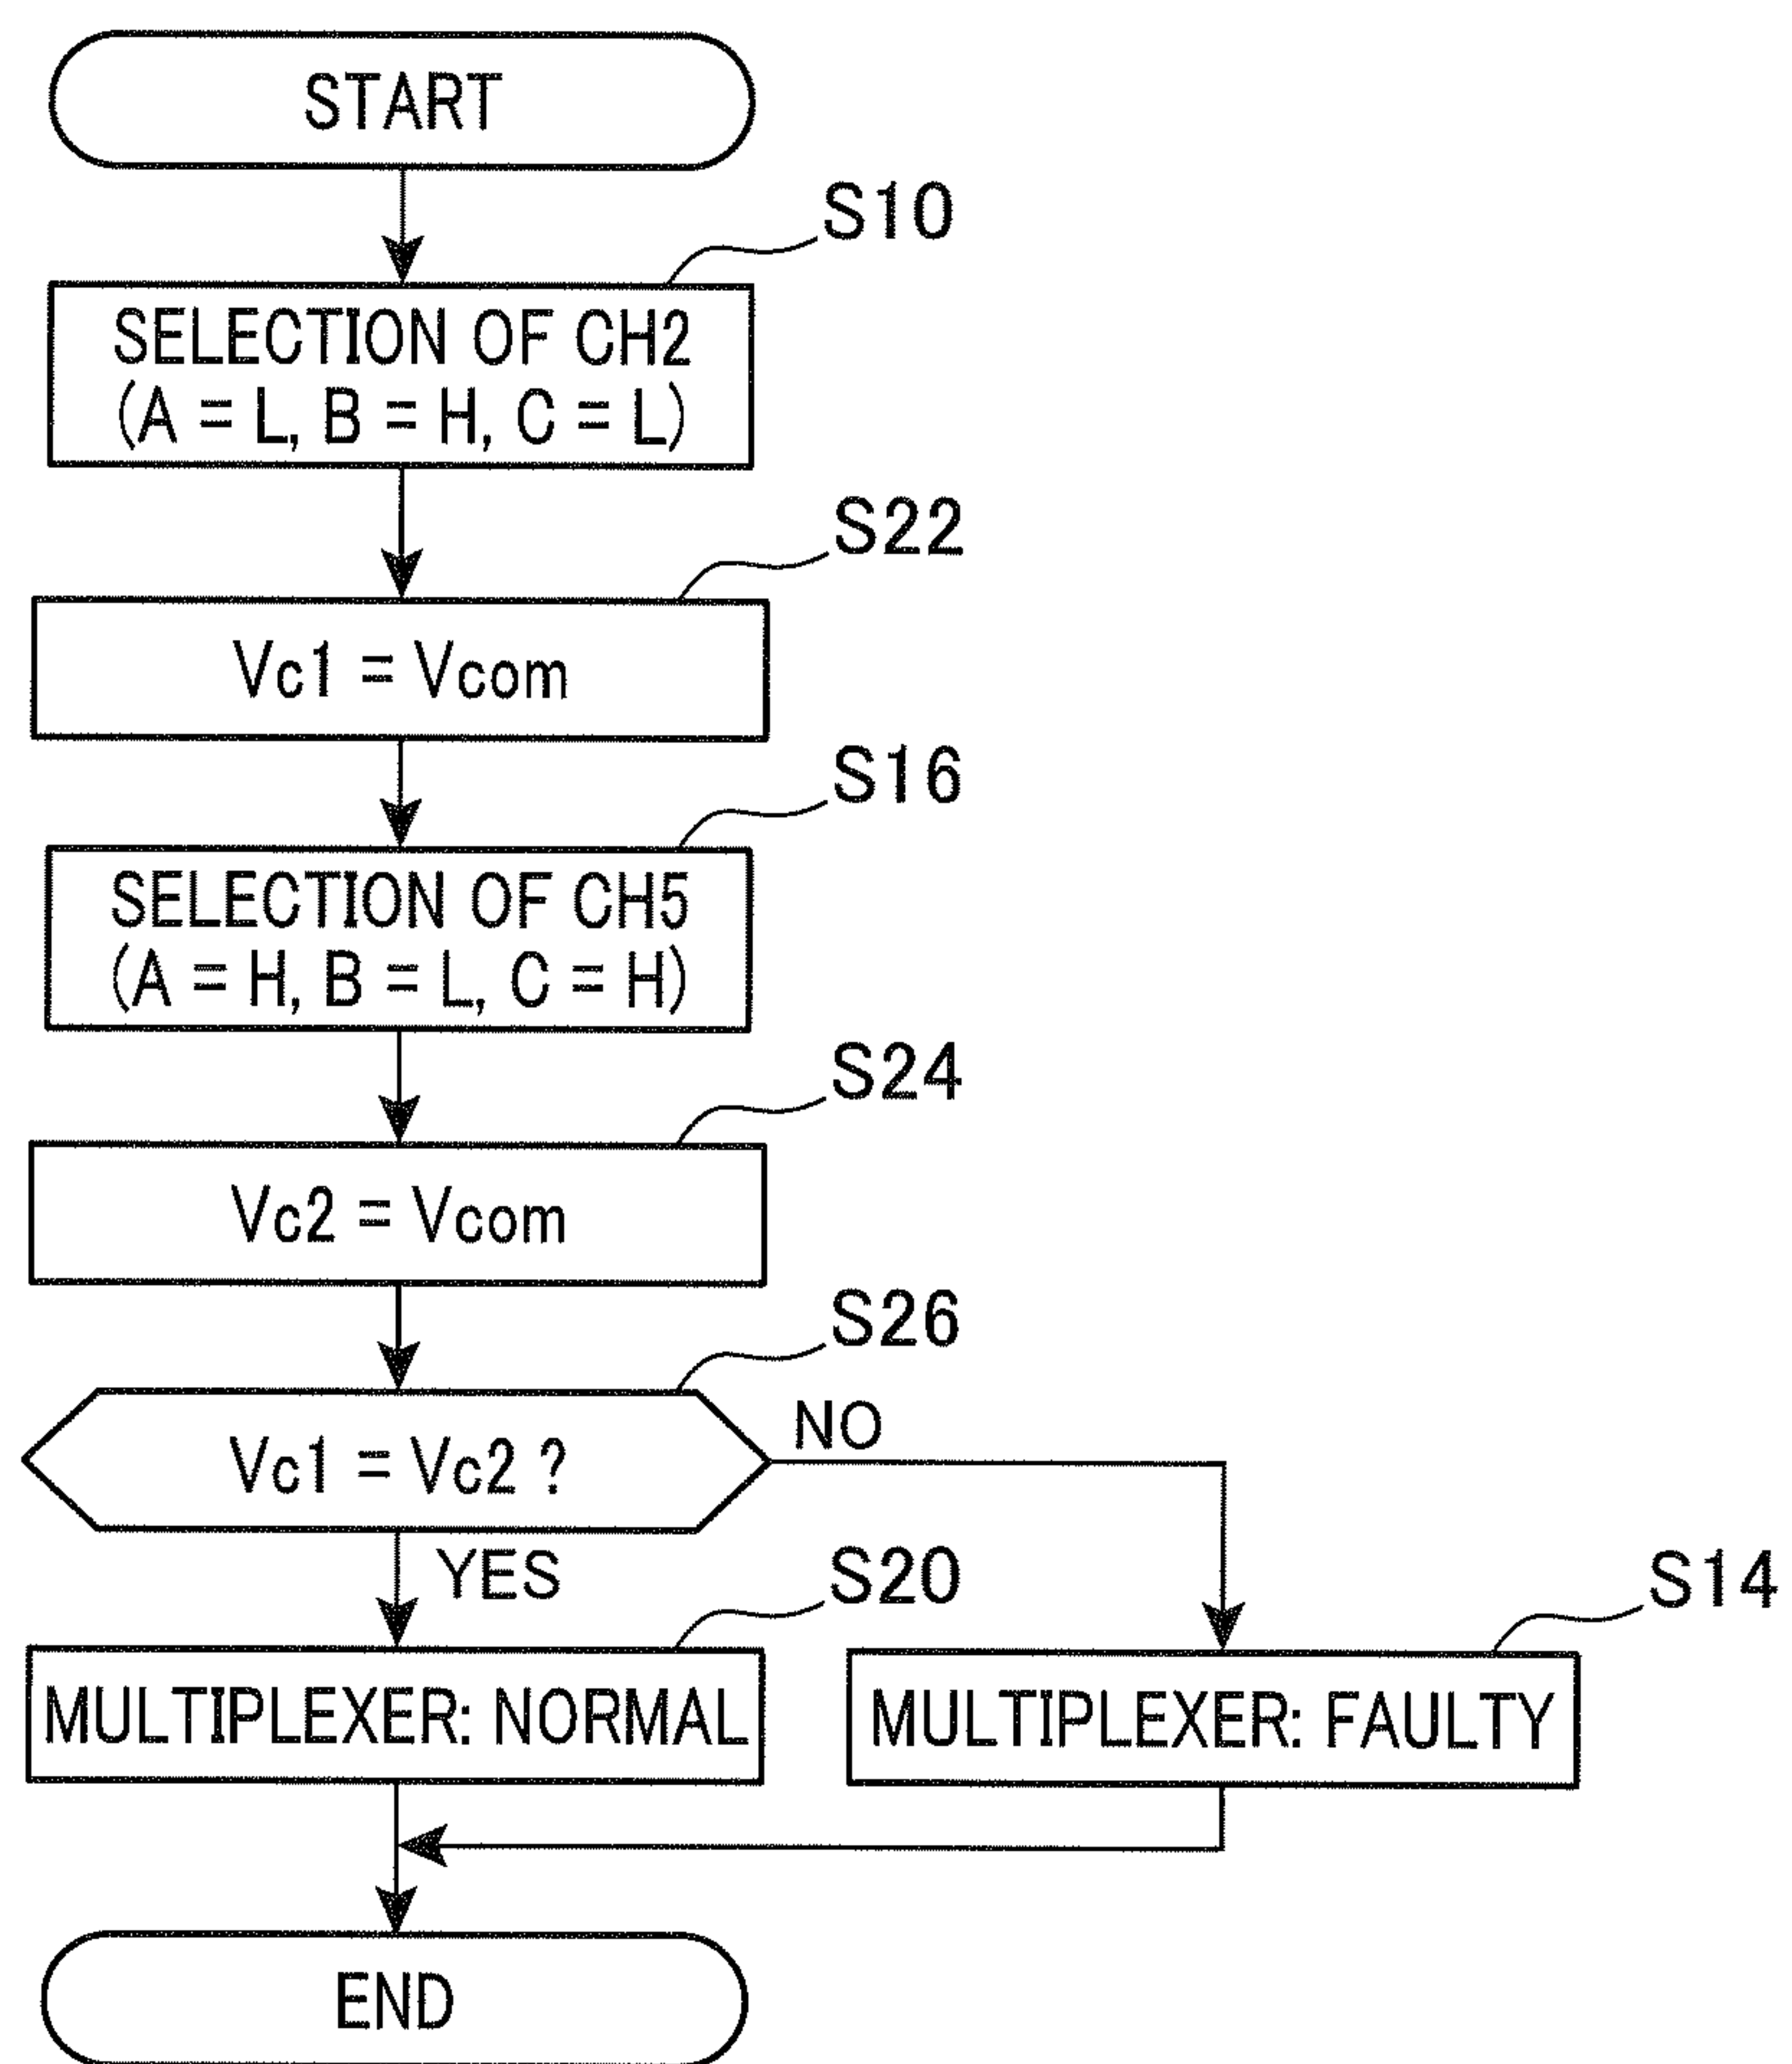 START
S10
SELECTION OF CH2
(A = L, B = H, C = L)
S22
Vc1 = Vcom
S16
SELECTION OF CH5
(A = H, B = L, C = H)
S24
Vc2 = Vcom
S26
Vc1 = Vc2 ?
NO
YES
S20
S14
MULTIPLEXER: NORMAL
MULTIPLEXER: FAULTY
END